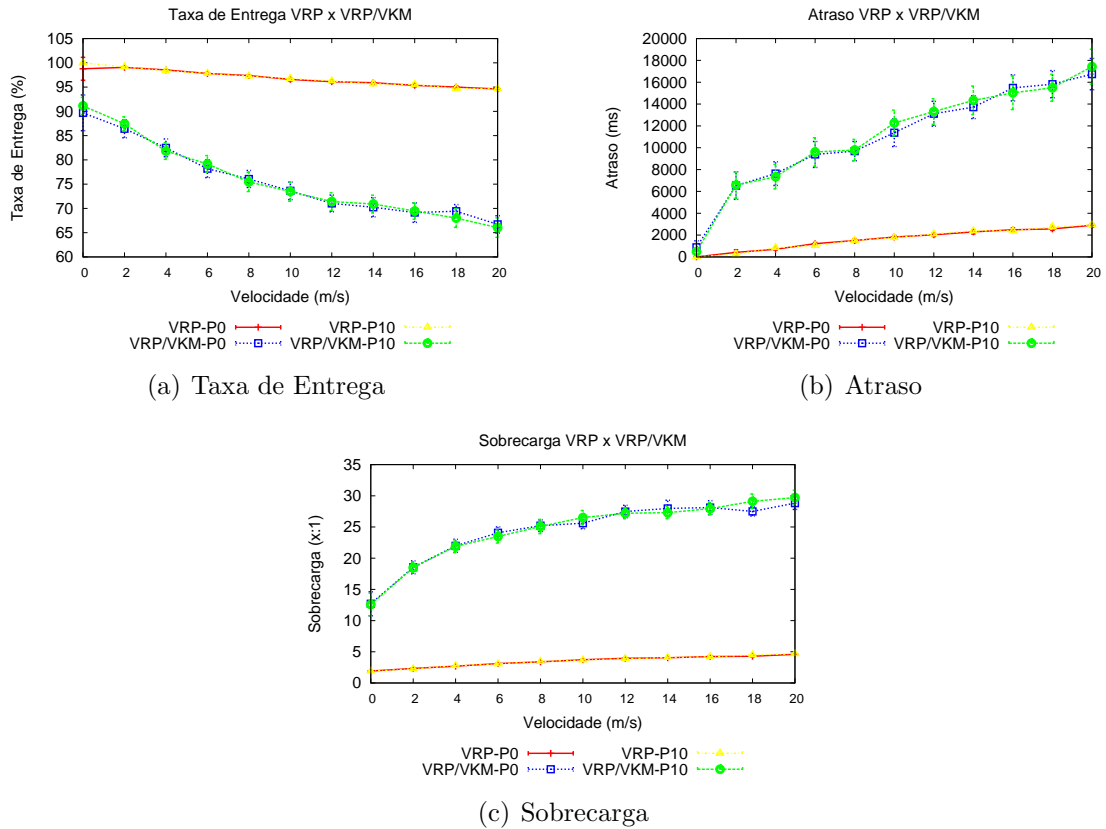 Taxa de Entrega VRP x VRP/VKM
Taxa de Entrega (%)
105
100
95
90
85
80
75
70
65
60
0 2 4 6 8 10 12 14 16 18 20
Velocidade (m/s)
VRP-P0 VRP-P10
VRP/VKM-P0 VRP/VKM-P10
(a) Taxa de Entrega
Atraso VRP x VRP/VKM
Atraso (ms)
20000
18000
16000
14000
12000
10000
8000
6000
4000
2000
0
0 2 4 6 8 10 12 14 16 18 20
Velocidade (m/s)
VRP-P0 VRP-P10
VRP/VKM-P0 VRP/VKM-P10
(b) Atraso
Sobrecarga VRP x VRP/VKM
Sobrecarga (x:1)
35
30
25
20
15
10
5
0
0 2 4 6 8 10 12 14 16 18 20
Velocidade (m/s)
VRP-P0 VRP-P10
VRP/VKM-P0 VRP/VKM-P10
(c) Sobrecarga